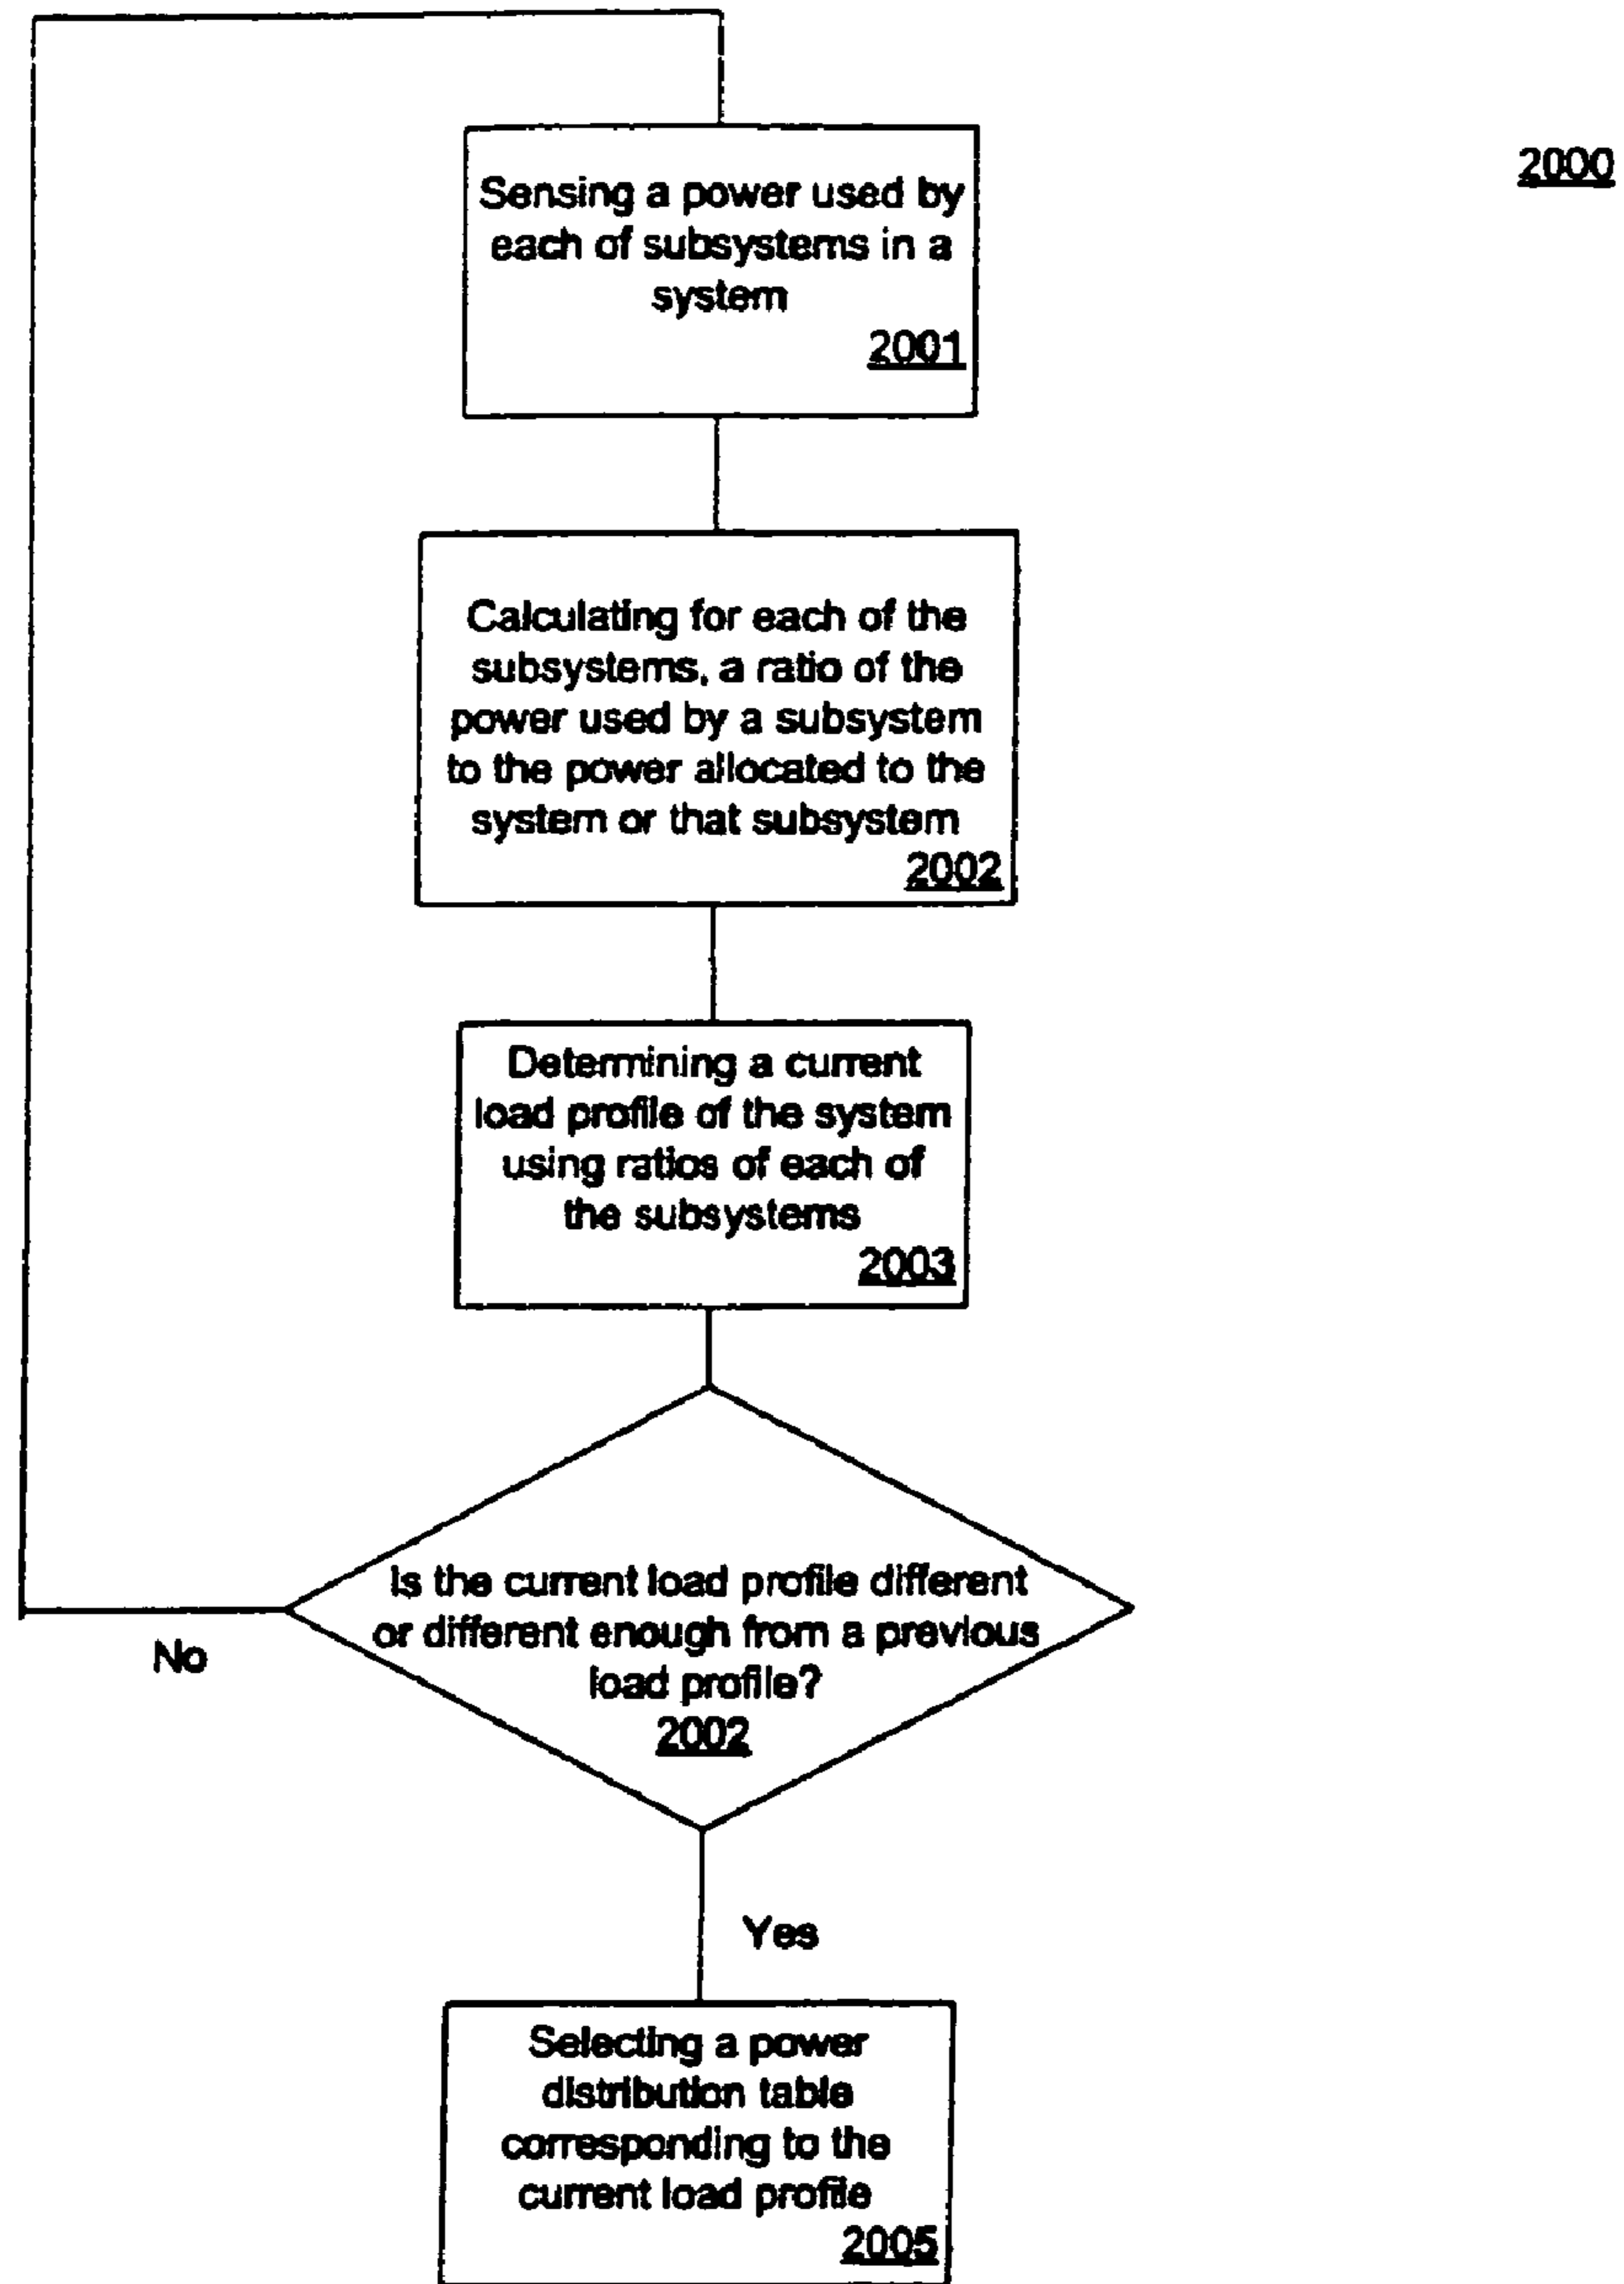 2000
Sensing a power used by
each of subsystems in a
system
2001
Calculating for each of the
subsystems, a ratio of the
power used by a subsystem
to the power allocated to the
system or that subsystem
2002
Determining a current
load profile of the system
using ratios of each of
the subsystems
2003
Is the current load profile different
or different enough from a previous
load profile?
2002
No
Yes
Selecting a power
distribution table
corresponding to the
current load profile
2005